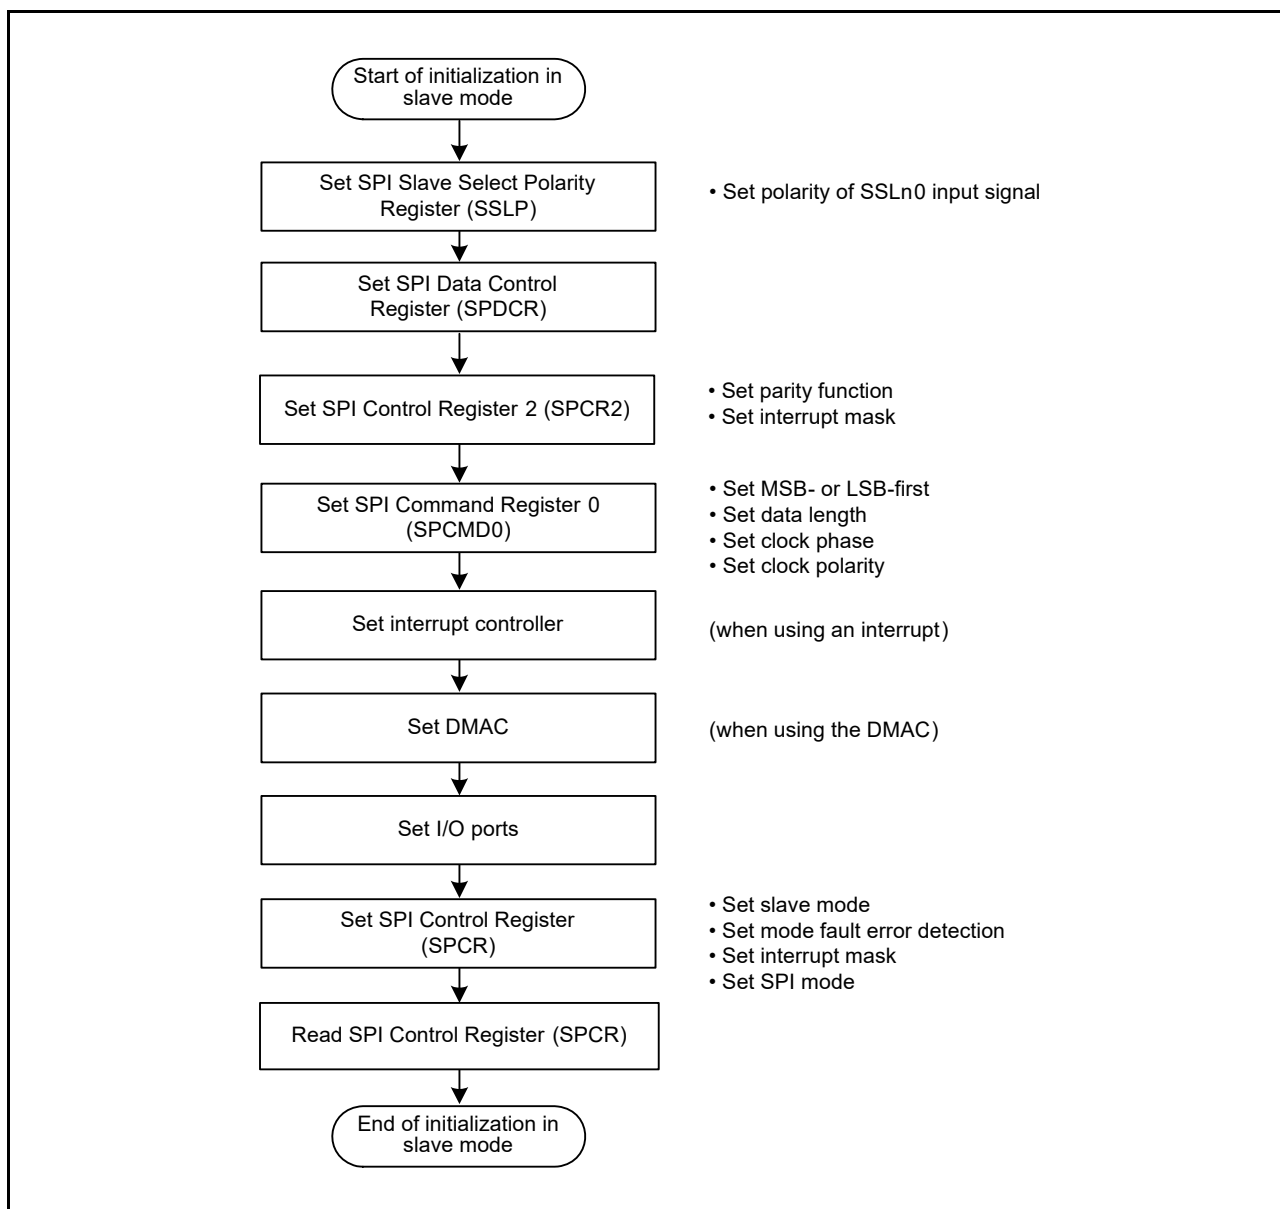 Start of initialization in
slave mode
Set SPI Slave Select Polarity
Register (SSLP)
• Set polarity of SSLn0 input signal
Set SPI Data Control
Register (SPDCR)
Set SPI Control Register 2 (SPCR2)
• Set parity function
• Set interrupt mask
Set SPI Command Register 0
(SPCMD0)
• Set MSB- or LSB-first
• Set data length
• Set clock phase
• Set clock polarity
Set interrupt controller
(when using an interrupt)
Set DMAC
(when using the DMAC)
Set I/O ports
Set SPI Control Register
(SPCR)
• Set slave mode
• Set mode fault error detection
• Set interrupt mask
• Set SPI mode
Read SPI Control Register (SPCR)
End of initialization in
slave mode